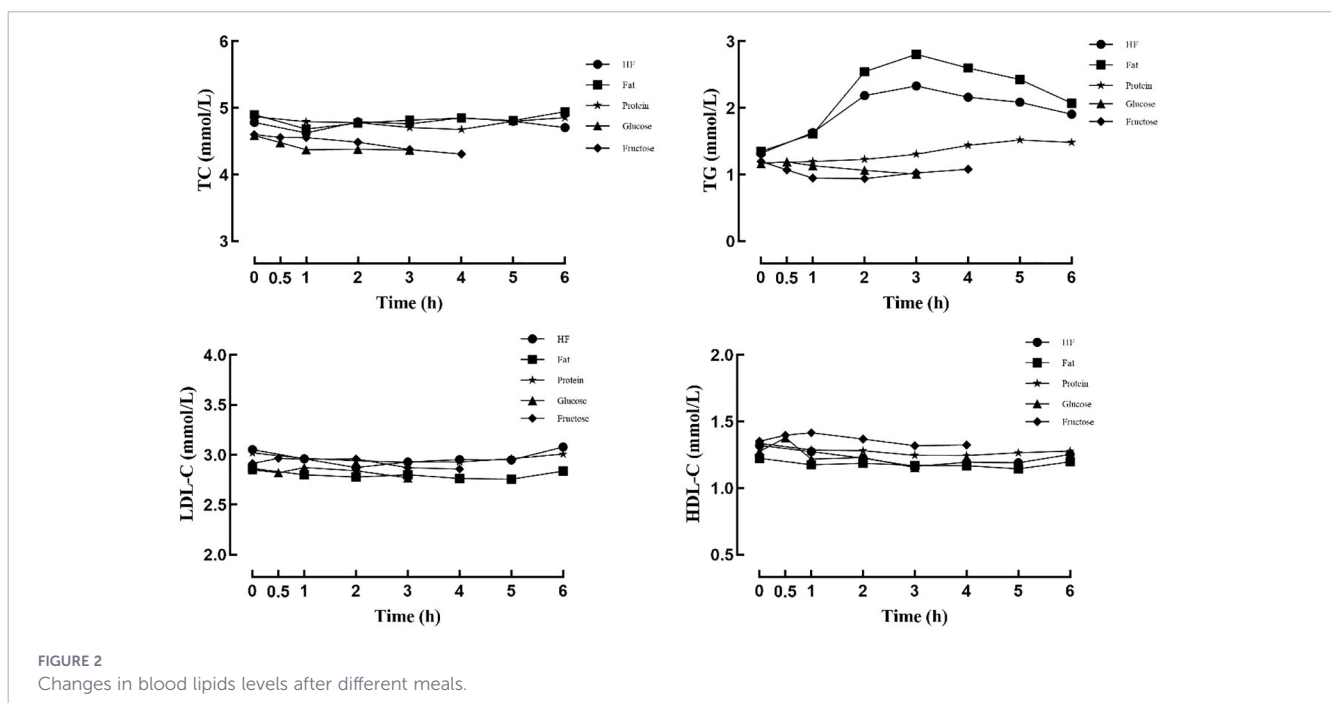 6
5
4
3
TC (mmol/L)
HF
Fat
Protein
Glucose
Fructose
0 0.5 1 2 3 4 5 6
Time (h)
3
2
1
0
TG (mmol/L)
HF
Fat
Protein
Glucose
Fructose
0 0.5 1 2 3 4 5 6
Time (h)
4.0
3.5
3.0
2.5
2.0
LDL-C (mmol/L)
HF
Fat
Protein
Glucose
Fructose
0 0.5 1 2 3 4 5 6
Time (h)
2.0
1.5
1.0
0.5
HDL-C (mmol/L)
HF
Fat
Protein
Glucose
Fructose
0 0.5 1 2 3 4 5 6
Time (h)
FIGURE 2
Changes in blood lipids levels after different meals.